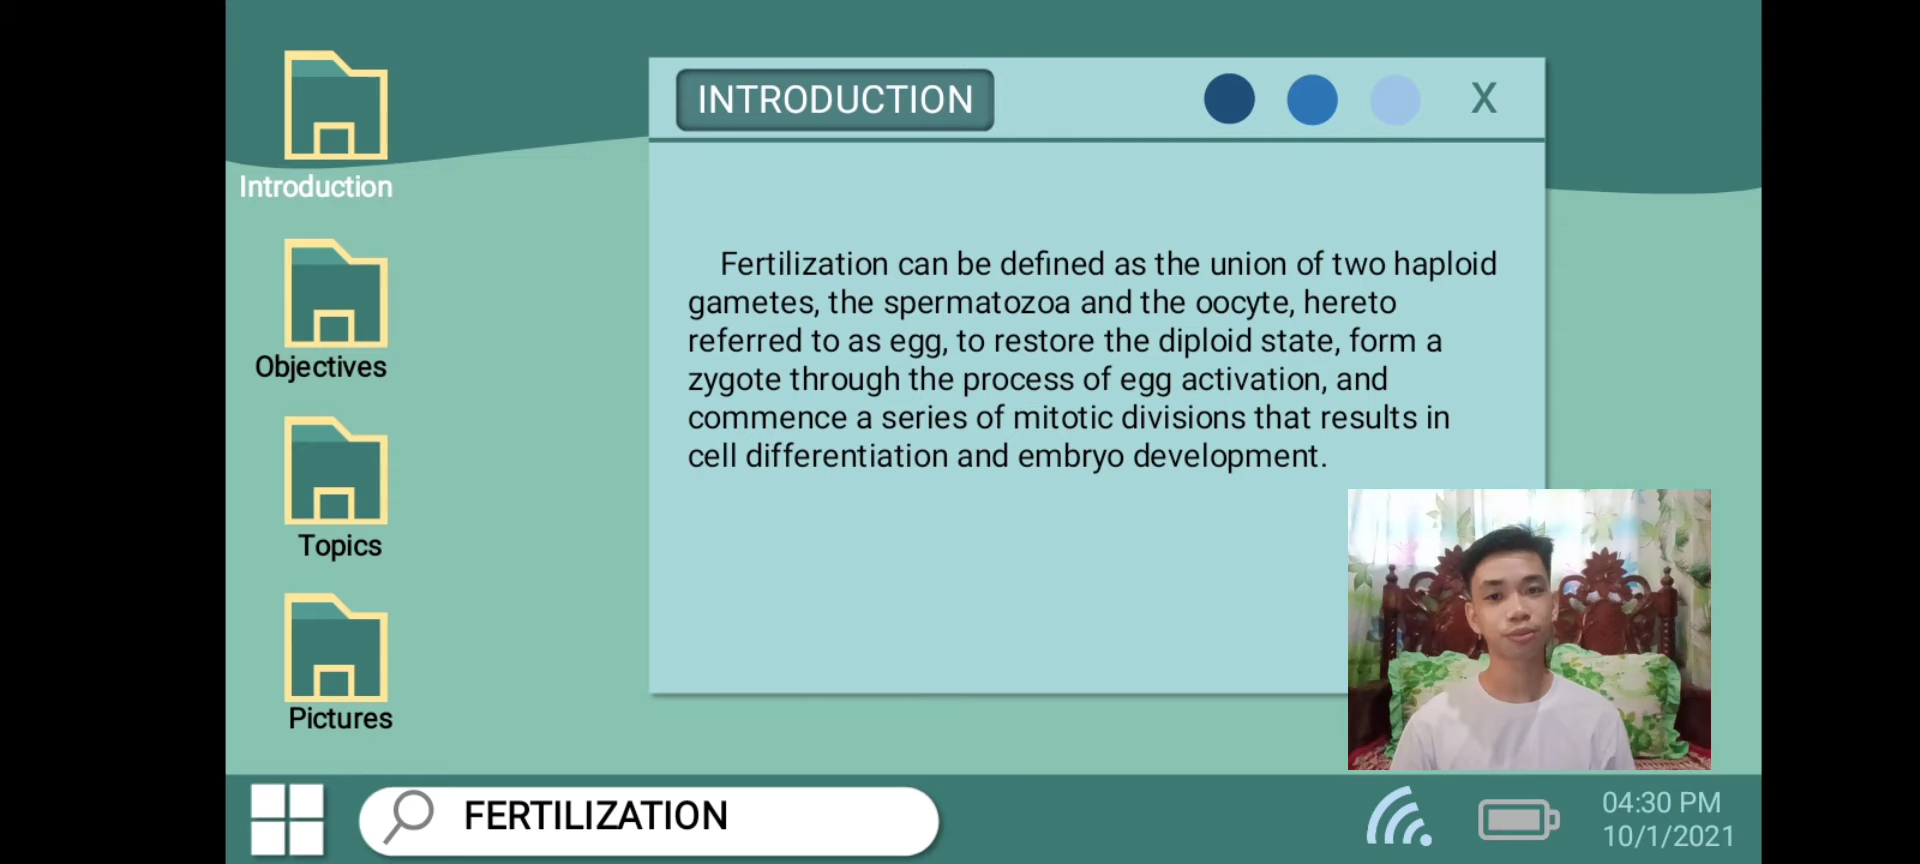 INTRODUCTION
X
Introduction
Fertilization can be defined as the union of two haploid
gametes, the spermatozoa and the oocyte, hereto
referred to as egg, to restore the diploid state, form a
zygote through the process of egg activation, and
commence a series of mitotic divisions that results in
cell differentiation and embryo development.
Objectives
Topics
Pictures
FERTILIZATION
04:30 PM
10/1/2021